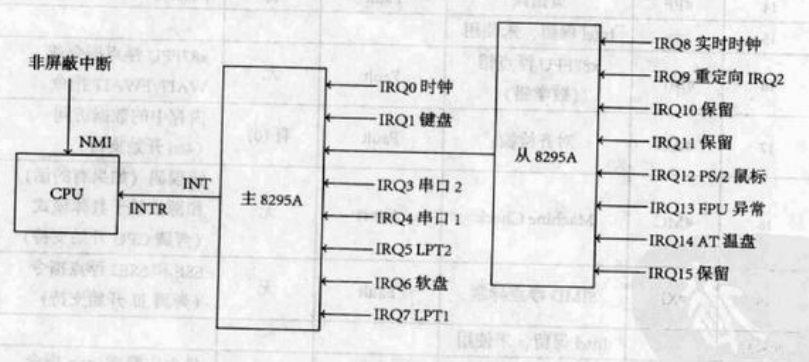 非屏蔽中断
NMI
CPU
INT
INTR
主 8295A
IRQ0 时钟
IRQ1 键盘
IRQ3 串口 2
IRQ4 串口 1
IRQ5 LPT2
IRQ6 软盘
IRQ7 LPT1
从 8295A
IRQ8 实时时钟
IRQ9 重定向 IRQ2
IRQ10 保留
IRQ11 保留
IRQ12 PS/2 鼠标
IRQ13 FPU 异常
IRQ14 AT 温盘
IRQ15 保留